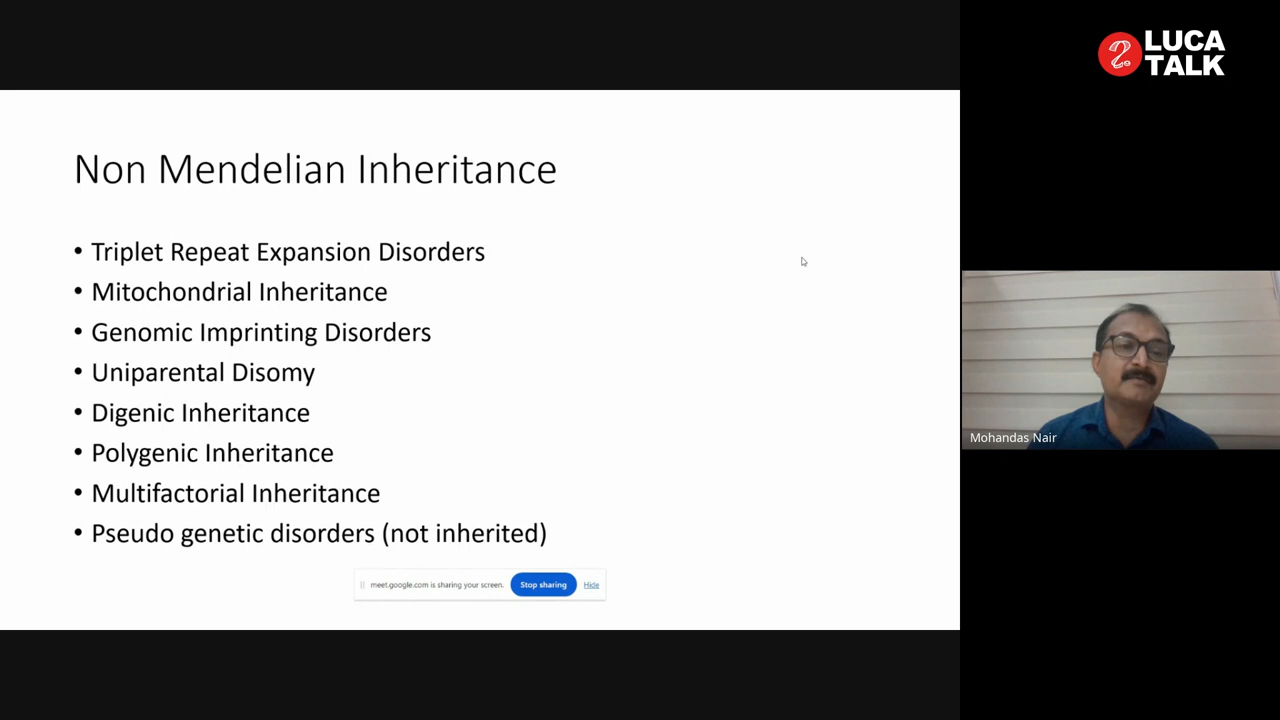 LUCA
TALK
Non Mendelian Inheritance
• Triplet Repeat Expansion Disorders
• Mitochondrial Inheritance
• Genomic Imprinting Disorders
• Uniparental Disomy
• Digenic Inheritance
• Polygenic Inheritance
• Multifactorial Inheritance
• Pseudo genetic disorders (not inherited)
meet.google.com is sharing your screen. Stop sharing Hide
Mohandas Nair